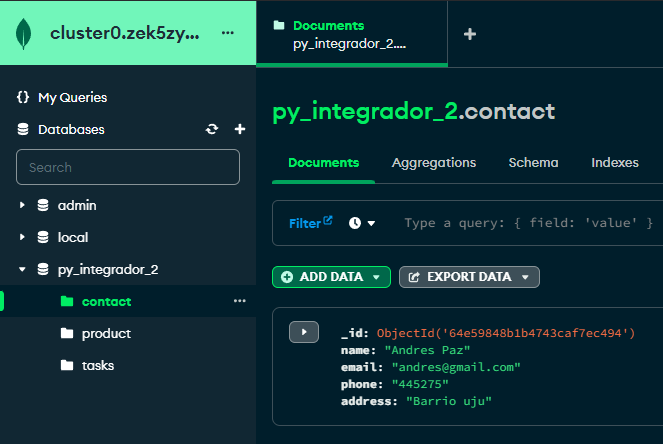 cluster0.zek5zy...
My Queries
Databases
Search
admin
local
py_integrador_2
contact
product
tasks
Documents
py_integrador_2....
py_integrador_2.contact
Documents Aggregations Schema Indexes
Filter Type a query: { field: 'value' }
ADD DATA EXPORT DATA
_id: ObjectId('64e59848b1b4743caf7ec494')
name: "Andres Paz"
email: "andres@gmail.com"
phone: "445275"
address: "Barrio uju"